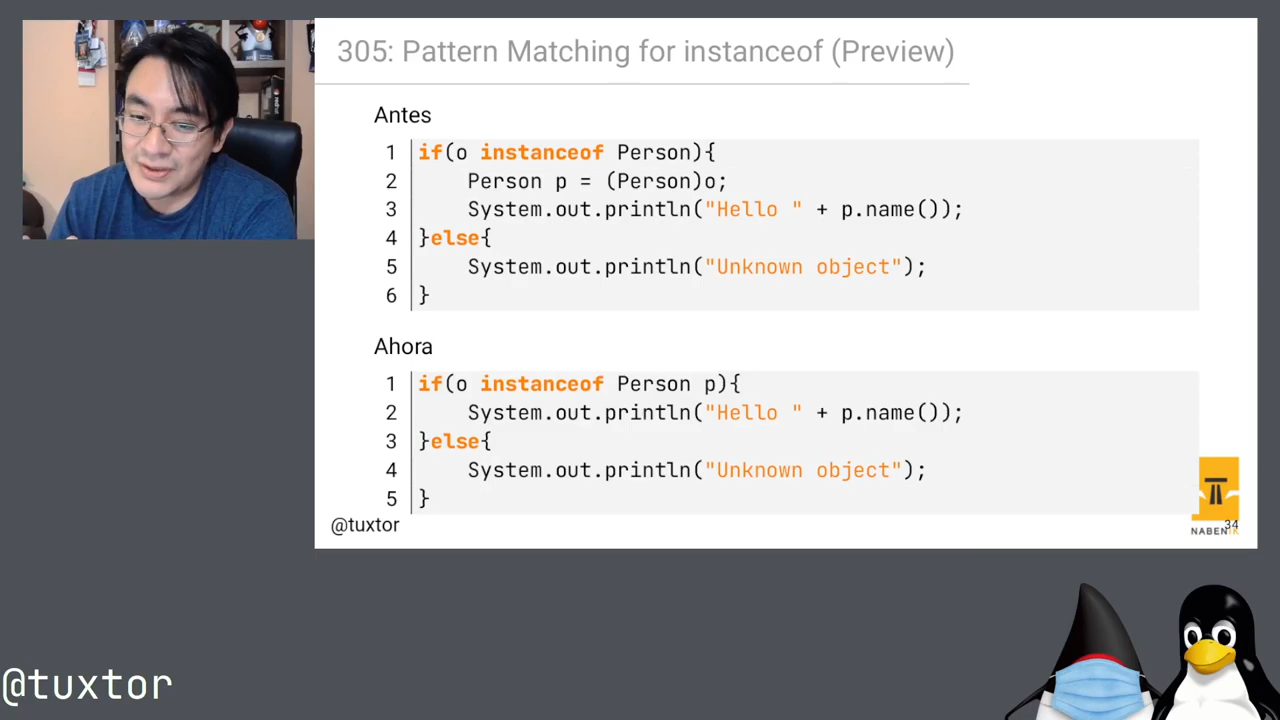 305: Pattern Matching for instanceof (Preview)
Antes
1 if(o instanceof Person){
2 Person p = (Person)o;
3 System.out.println("Hello " + p.name());
4 }else{
5 System.out.println("Unknown object");
6 }
Ahora
1 if(o instanceof Person p){
2 System.out.println("Hello " + p.name());
3 }else{
4 System.out.println("Unknown object");
5 }
@tuxtor
34
NABENIK
@tuxtor